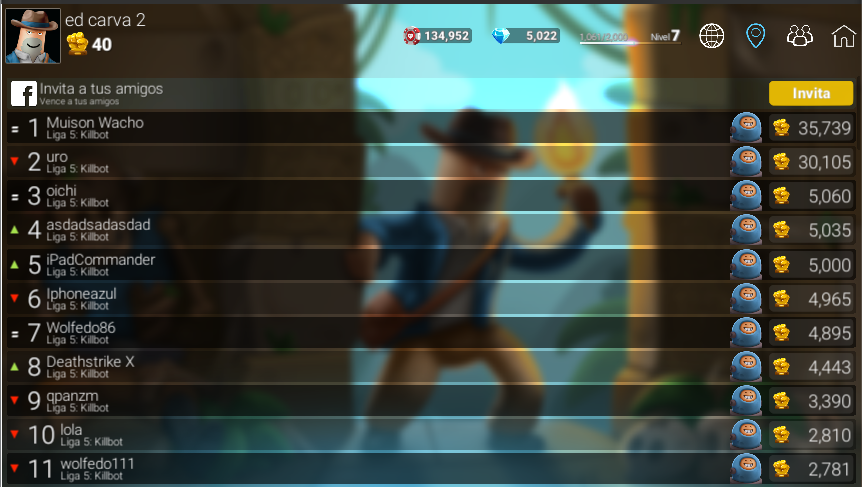 ed carva 2
40
134,952
5,022
Nivel 7
f Invita a tus amigos
Vence a tus amigos
Invita
= 1 Muison Wacho
Liga 5: Killbot
35,739
2 uro
Liga 5: Killbot
30,105
= 3 oichi
Liga 5: Killbot
5,060
4 asdadsadasdad
Liga 5: Killbot
5,035
5 iPadCommander
Liga 5: Killbot
5,000
6 Iphoneazul
Liga 5: Killbot
4,965
= 7 Wolfedo86
Liga 5: Killbot
4,895
8 Deathstrike X
Liga 5: Killbot
4,443
9 qpanzm
Liga 5: Killbot
3,390
10 lola
Liga 5: Killbot
2,810
11 wolfedo111
Liga 5: Killbot
2,781